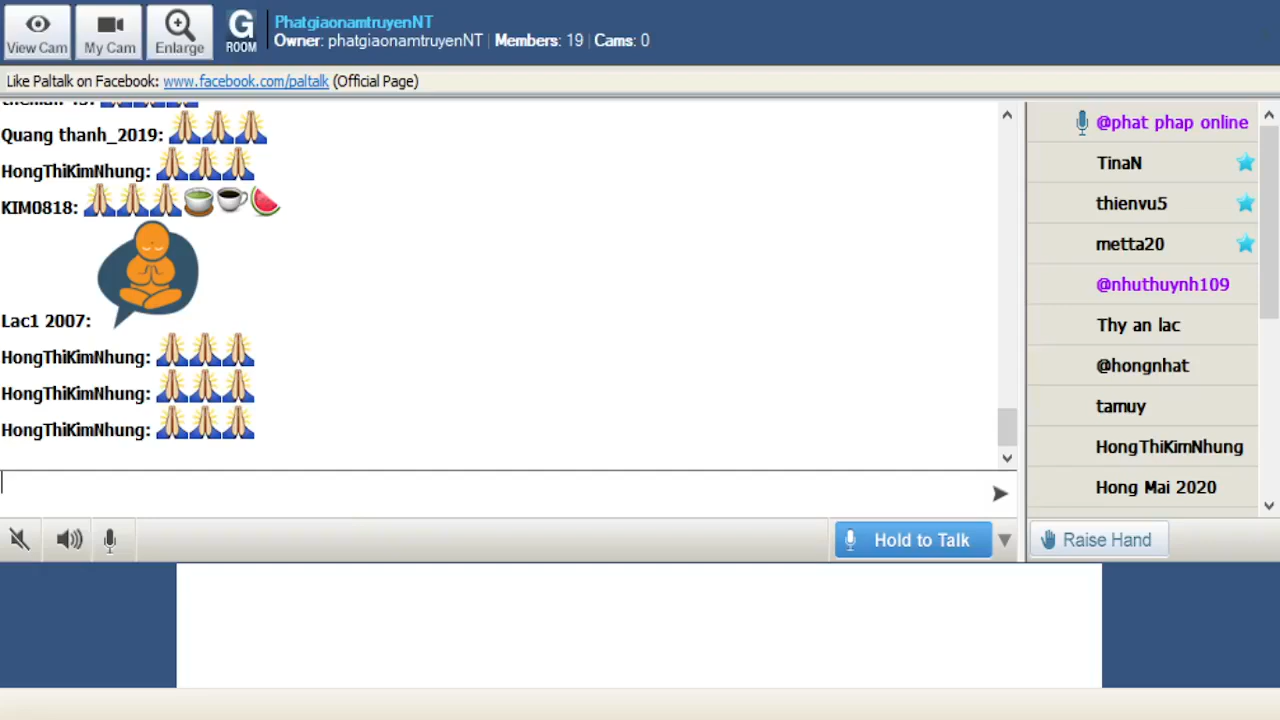 View Cam
My Cam
Enlarge
G
ROOM
PhatgiaonamtruyenNT
Owner: phatgiaonamtruyenNT | Members: 19 | Cams: 0
Like Paltalk on Facebook: www.facebook.com/paltalk (Official Page)
Quang thanh_2019:
HongThiKimNhung:
KIM0818:
Lac1 2007:
HongThiKimNhung:
HongThiKimNhung:
HongThiKimNhung:
@phat phap online
TinaN
thienvu5
metta20
@nhuthuynh109
Thy an lac
@hongnhat
tamuy
HongThiKimNhung
Hong Mai 2020
Hold to Talk
Raise Hand